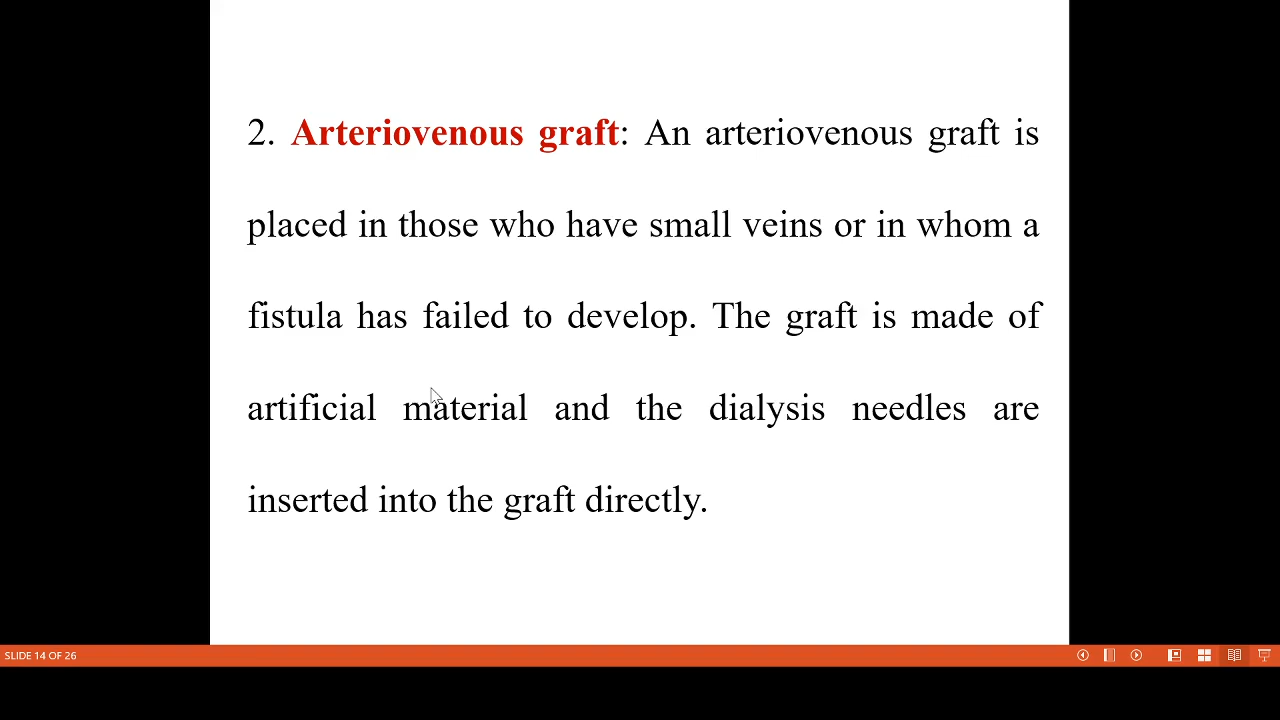 2. Arteriovenous graft: An arteriovenous graft is
placed in those who have small veins or in whom a
fistula has failed to develop. The graft is made of
artificial material and the dialysis needles are
inserted into the graft directly.
SLIDE 14 OF 26